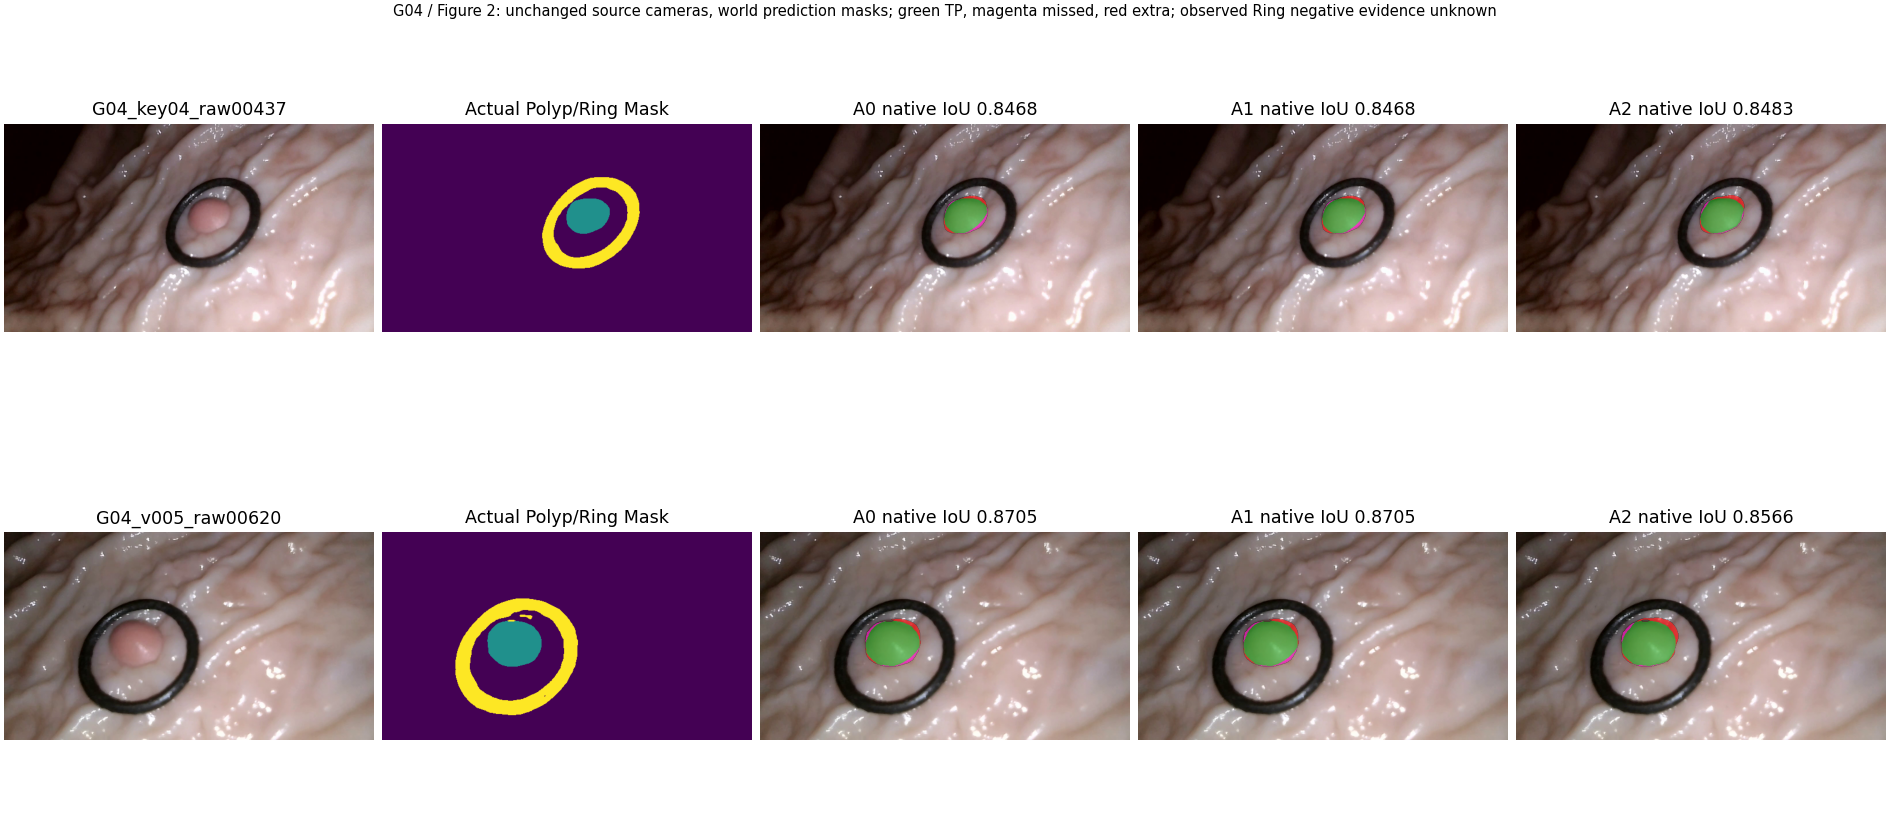 G04 / Figure 2: unchanged source cameras, world prediction masks; green TP, magenta missed, red extra; observed Ring negative evidence unknown
G04_key04_raw00437
Actual Polyp/Ring Mask
A0 native IoU 0.8468
A1 native IoU 0.8468
A2 native IoU 0.8483
G04_v005_raw00620
Actual Polyp/Ring Mask
A0 native IoU 0.8705
A1 native IoU 0.8705
A2 native IoU 0.8566